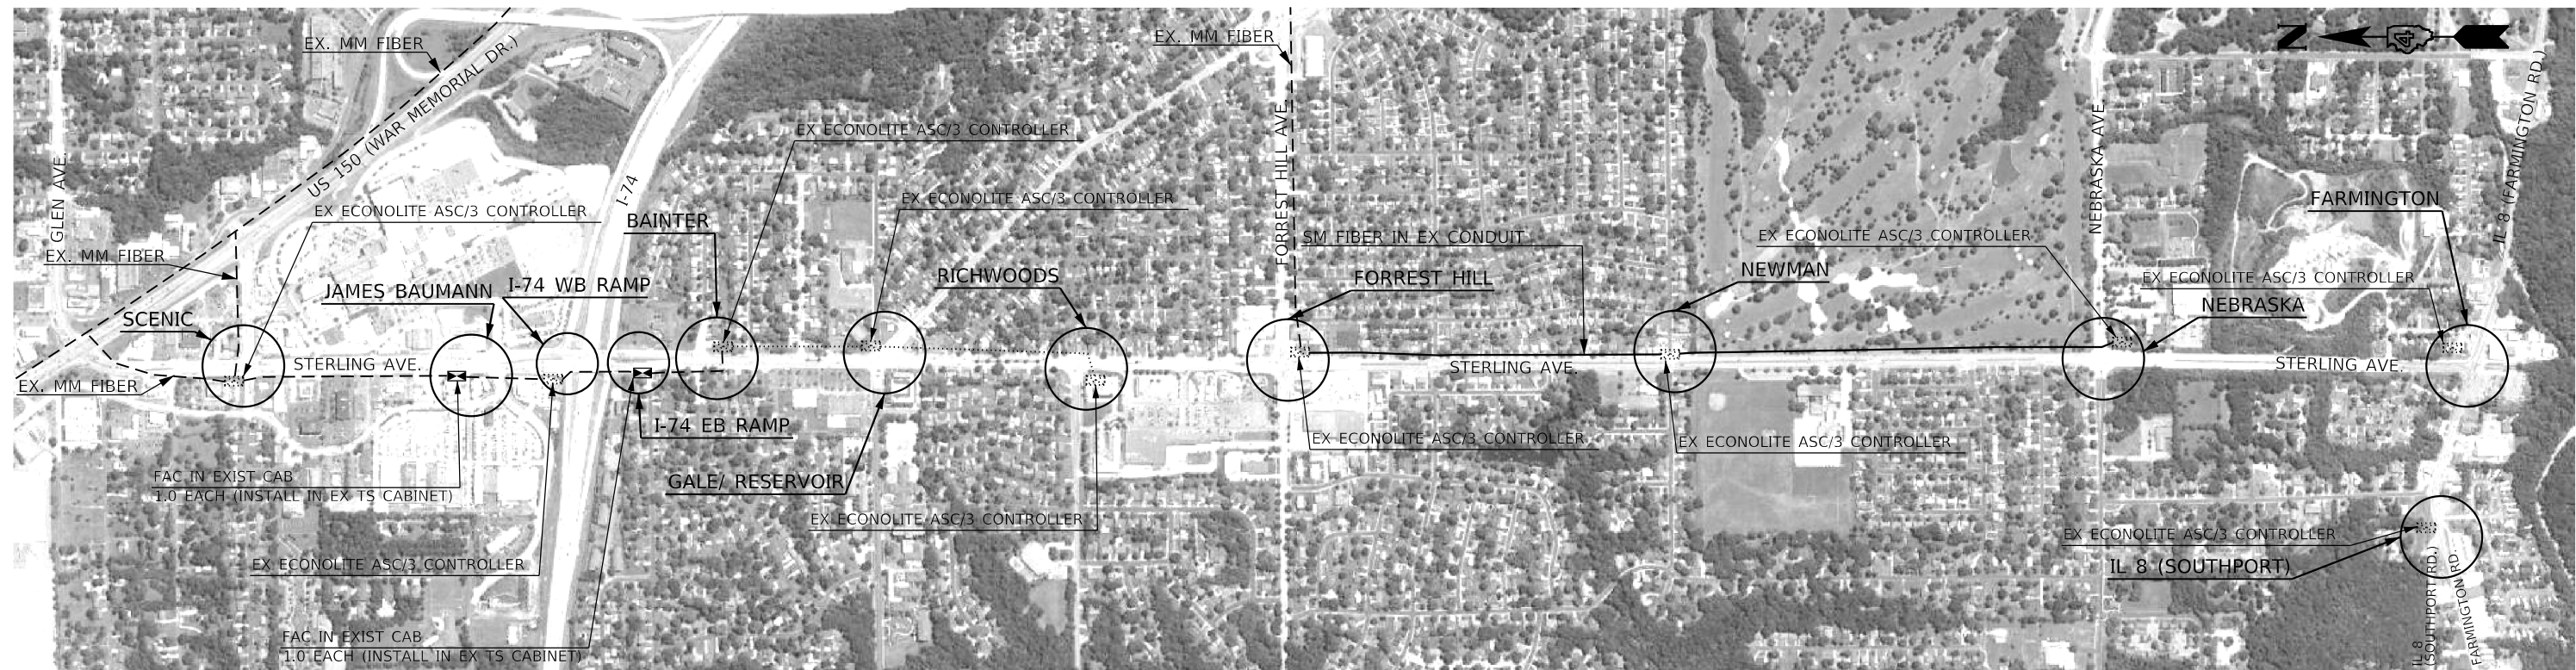 EX. MM FIBER
EX. MM FIBER
N
4
GLEN AVE.
US 150 (WAR MEMORIAL DR.)
I-74
FORREST HILL AVE.
NEBRASKA AVE.
IL 8 (FARMINGTON RD.)
EX ECONOLITE ASC/3 CONTROLLER
EX ECONOLITE ASC/3 CONTROLLER
EX ECONOLITE ASC/3 CONTROLLER
BAINTER
FARMINGTON
SM FIBER IN EX CONDUIT
EX ECONOLITE ASC/3 CONTROLLER
EX. MM FIBER
JAMES BAUMANN
I-74 WB RAMP
RICHWOODS
FORREST HILL
NEWMAN
EX ECONOLITE ASC/3 CONTROLLER
NEBRASKA
SCENIC
STERLING AVE.
STERLING AVE.
STERLING AVE.
EX. MM FIBER
I-74 EB RAMP
EX ECONOLITE ASC/3 CONTROLLER
EX ECONOLITE ASC/3 CONTROLLER
FAC IN EXIST CAB
1.0 EACH (INSTALL IN EX TS CABINET)
GALE/ RESERVOIR
EX ECONOLITE ASC/3 CONTROLLER
EX ECONOLITE ASC/3 CONTROLLER
EX ECONOLITE ASC/3 CONTROLLER
IL 8 (SOUTHPORT)
FAC IN EXIST CAB
1.0 EACH (INSTALL IN EX TS CABINET)
IL 8
(SOUTHPORT RD.)
FARMINGTON RD.